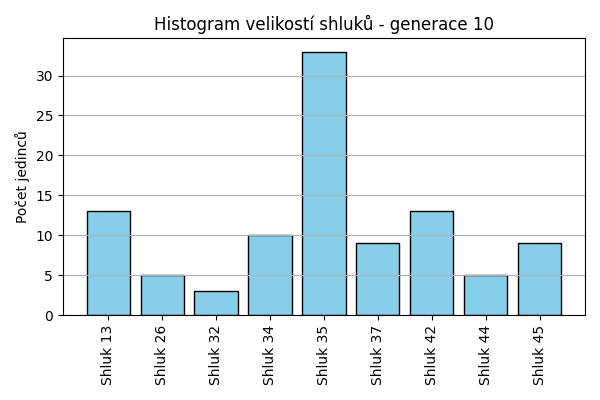 Histogram velikostí shluků - generace 10
Počet jedinců
30
25
20
15
10
5
0
Shluk 13
Shluk 26
Shluk 32
Shluk 34
Shluk 35
Shluk 37
Shluk 42
Shluk 44
Shluk 45